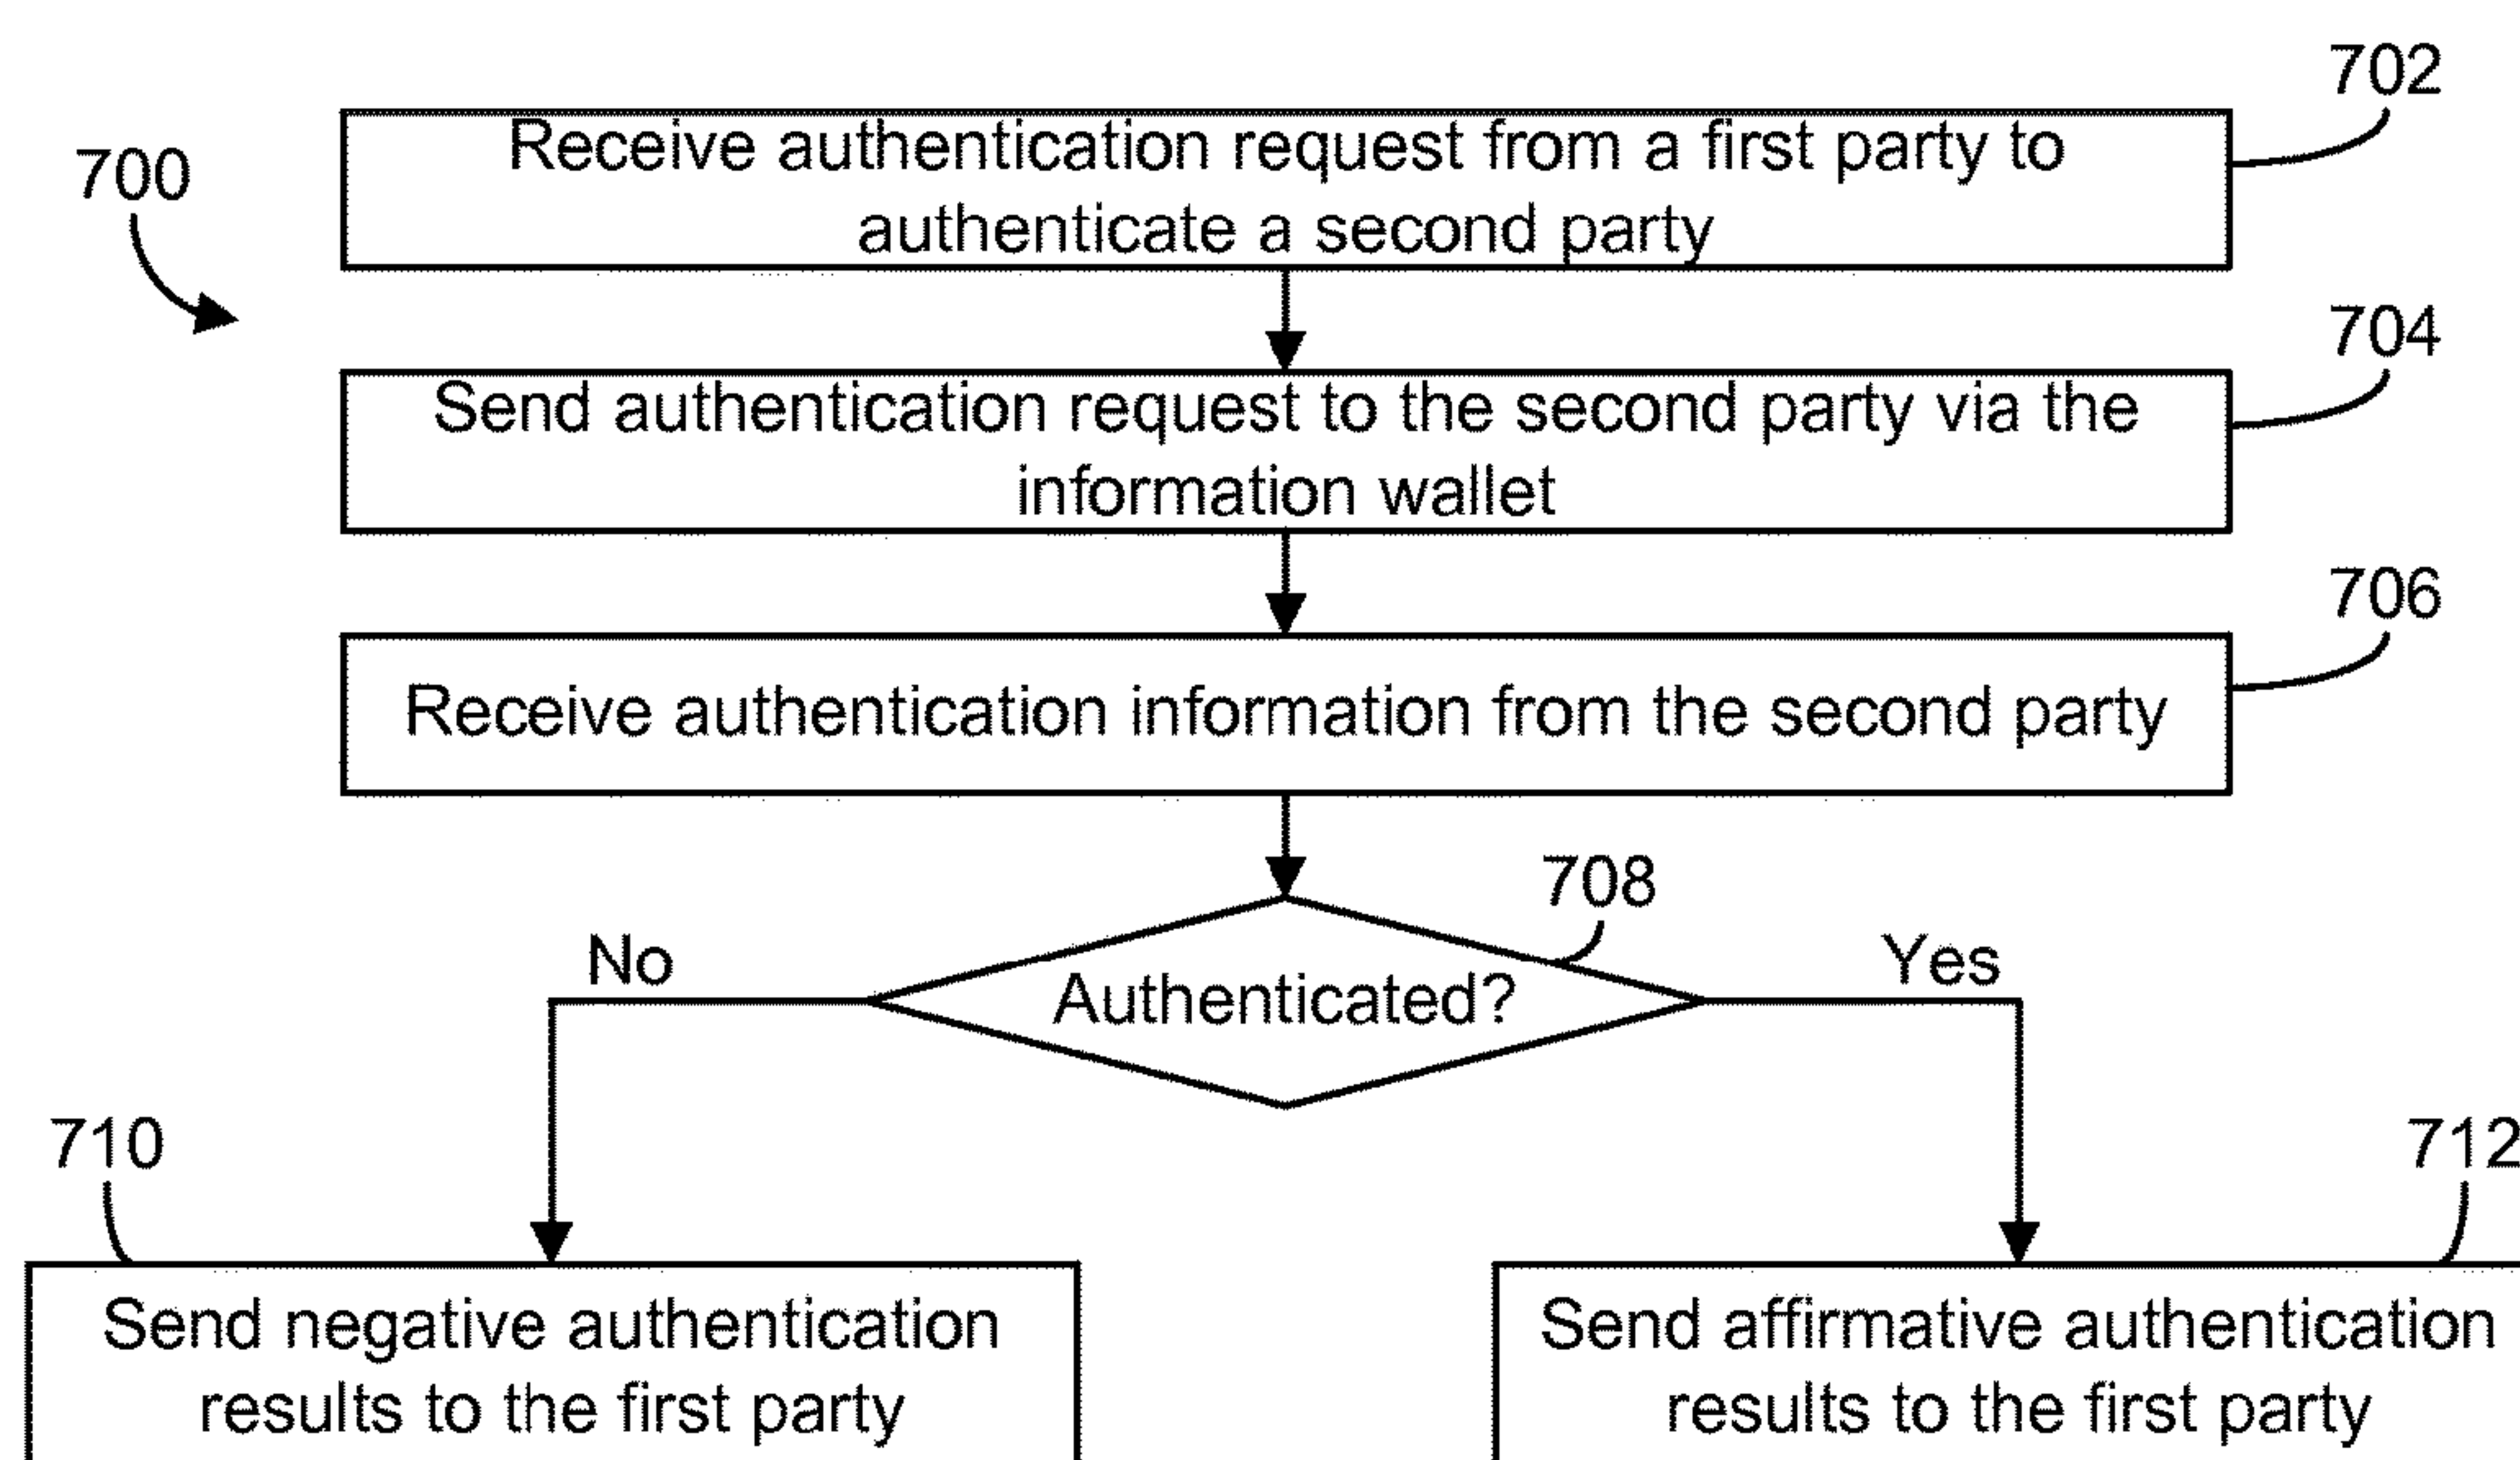 702
700
Receive authentication request from a first party to
authenticate a second party
704
Send authentication request to the second party via the
information wallet
706
Receive authentication information from the second party
708
No
Yes
Authenticated?
710
712
Send negative authentication
results to the first party
Send affirmative authentication
results to the first party